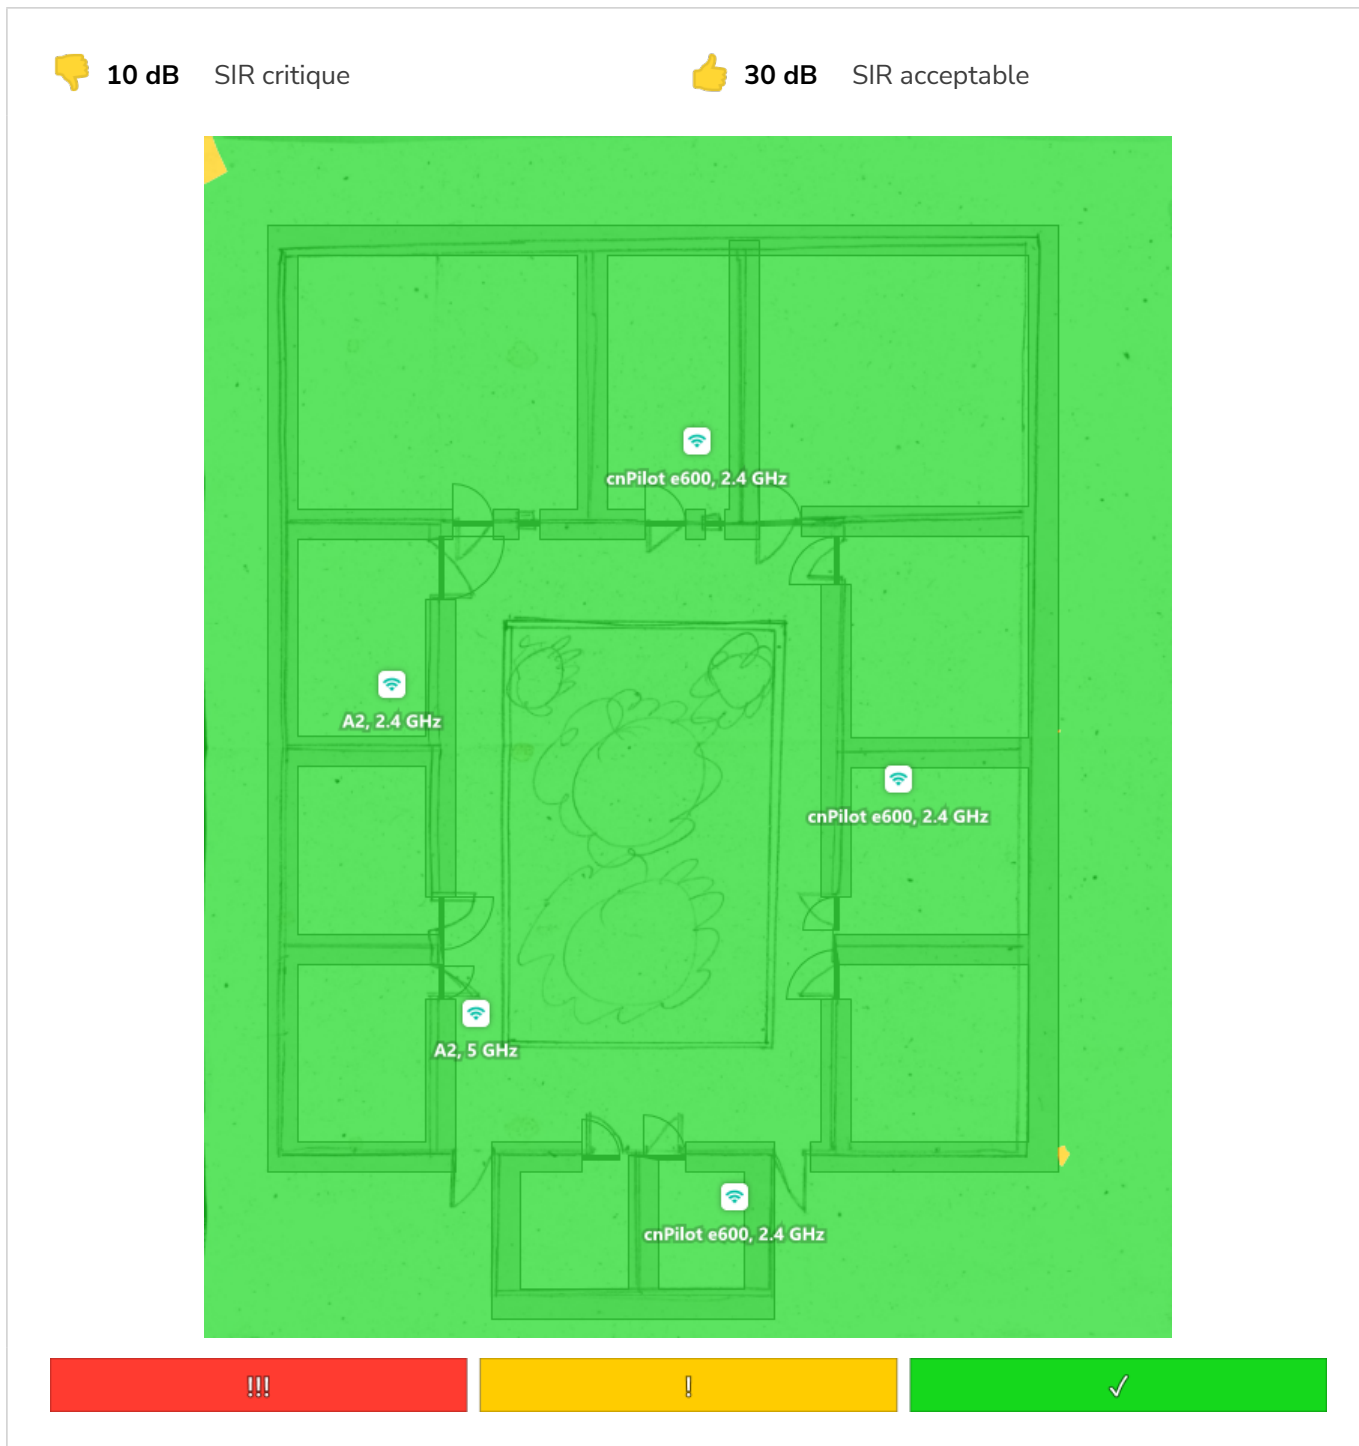 10 dB SIR critique
30 dB SIR acceptable
cnPilot e600, 2.4 GHz
A2, 2.4 GHz
cnPilot e600, 2.4 GHz
A2, 5 GHz
cnPilot e600, 2.4 GHz
!!!
!
✓